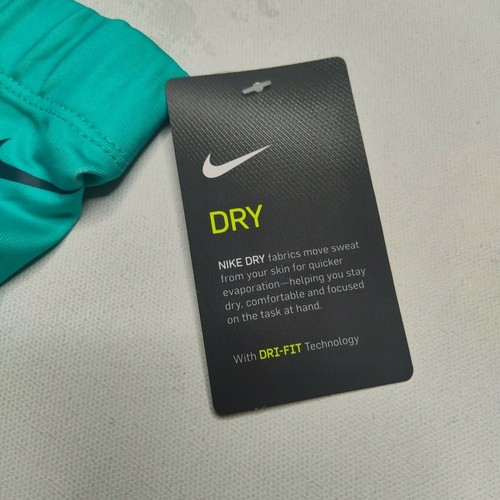 DRY
NIKE DRY fabrics move sweat
from your skin for quicker
evaporation—helping you stay
dry, comfortable and focused
on the task at hand.
With DRI-FIT Technology